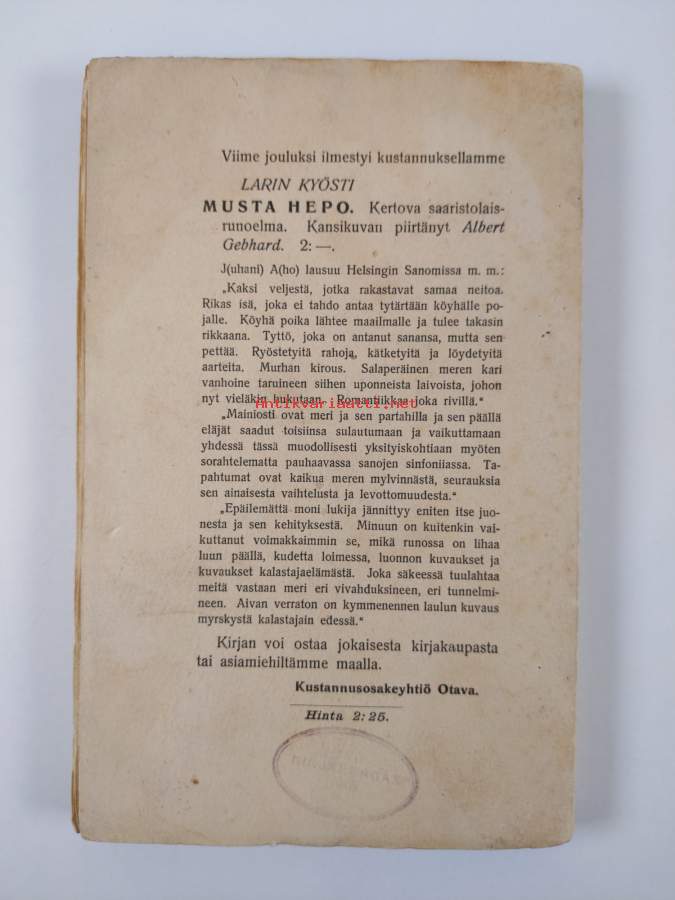 Viime jouluksi ilmestyi kustannuksellamme
LARIN KYÖSTI
MUSTA HEPO. Kertova saaristolais-
runoelma. Kansikuvan piirtänyt Albert
Gebhard. 2: —.
J(uhani) A(ho) lausuu Helsingin Sanomissa m. m.:
„Kaksi veljestä, jotka rakastavat samaa neitoa.
Rikas isä, joka ei tahdo antaa tytärtään köyhälle po-
jalle. Köyhä poika lähtee maailmalle ja tulee takasin
rikkaana. Tyttö, joka on antanut sanansa, mutta sen
pettää. Ryöstetyitä rahoja, kätketyitä ja löydetyitä
aarteita. Murhan kirous. Salaperäinen meren kari
vanhoine taruineen siihen uponneista laivoista, johon
nyt vieläkin hukutaan. Romantiikkaa joka rivillä.“
Antikvariaatti.net
„Mainiosti ovat meri ja sen partahilla ja sen päällä
eläjät saadut toisiinsa sulautumaan ja vaikuttamaan
yhdessä tässä muodollisesti yksityiskohtiaan myöten
sorahtelematta pauhaavassa sanojen sinfoniiassa. Ta-
pahtumat ovat kaikua meren mylvinnästä, seurauksia
sen ainaisesta vaihtelusta ja levottomuudesta.“
„Epäilemättä moni lukija jännittyy eniten itse juo-
nesta ja sen kehityksestä. Minuun on kuitenkin vai-
kuttanut voimakkaimmin se, mikä runossa on lihaa
luun päällä, kudetta loimessa, luonnon kuvaukset ja
kuvaukset kalastajaelämästä. Joka säkeessä tuulahtaa
meitä vastaan meri eri vivahduksineen, eri tunnelmi-
neen. Aivan verraton on kymmenennen laulun kuvaus
myrskystä kalastajain edessä.“
Kirjan voi ostaa jokaisesta kirjakaupasta
tai asiamiehiltämme maalla.
Kustannusosakeyhtiö Otava.
Hinta 2: 25.